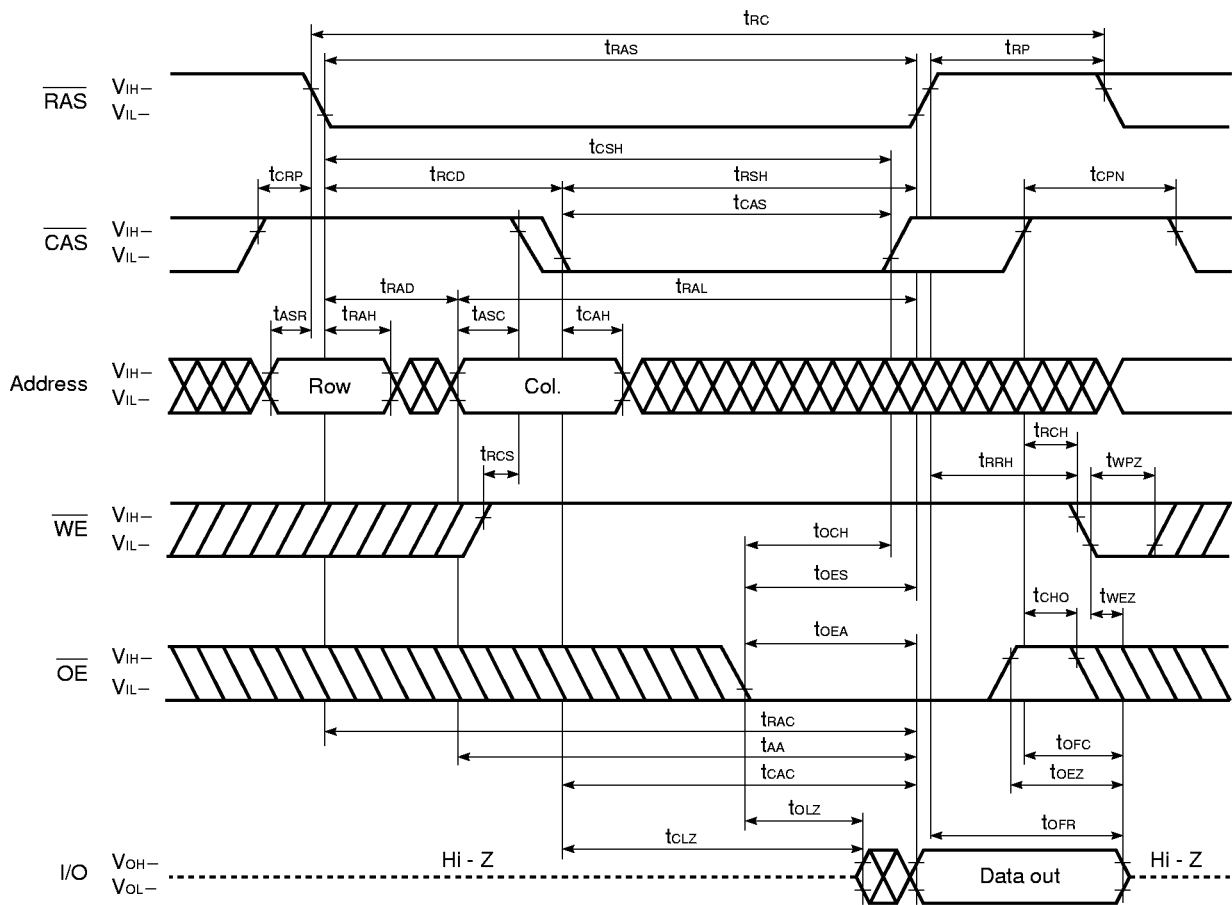 tRC
tRAS tRP
RAS VIH–
VIL–
tCSH
tCRP tRCD tRSH tCPN
tCAS
CAS VIH–
VIL–
tRAD tRAL
tASR tRAH tASC tCAH
Address VIH–
VIL–
Row Col.
tRCH
tRCS tRRH tWPZ
WE VIH–
VIL–
tOCH
tOES
tCHO tWEZ
tOEA
OE VIH–
VIL–
tRAC
tAA tOFC
tCAC tOEZ
tOLZ
tCLZ tOFR
I/O VOH–
VOL–
Hi - Z Data out Hi - Z